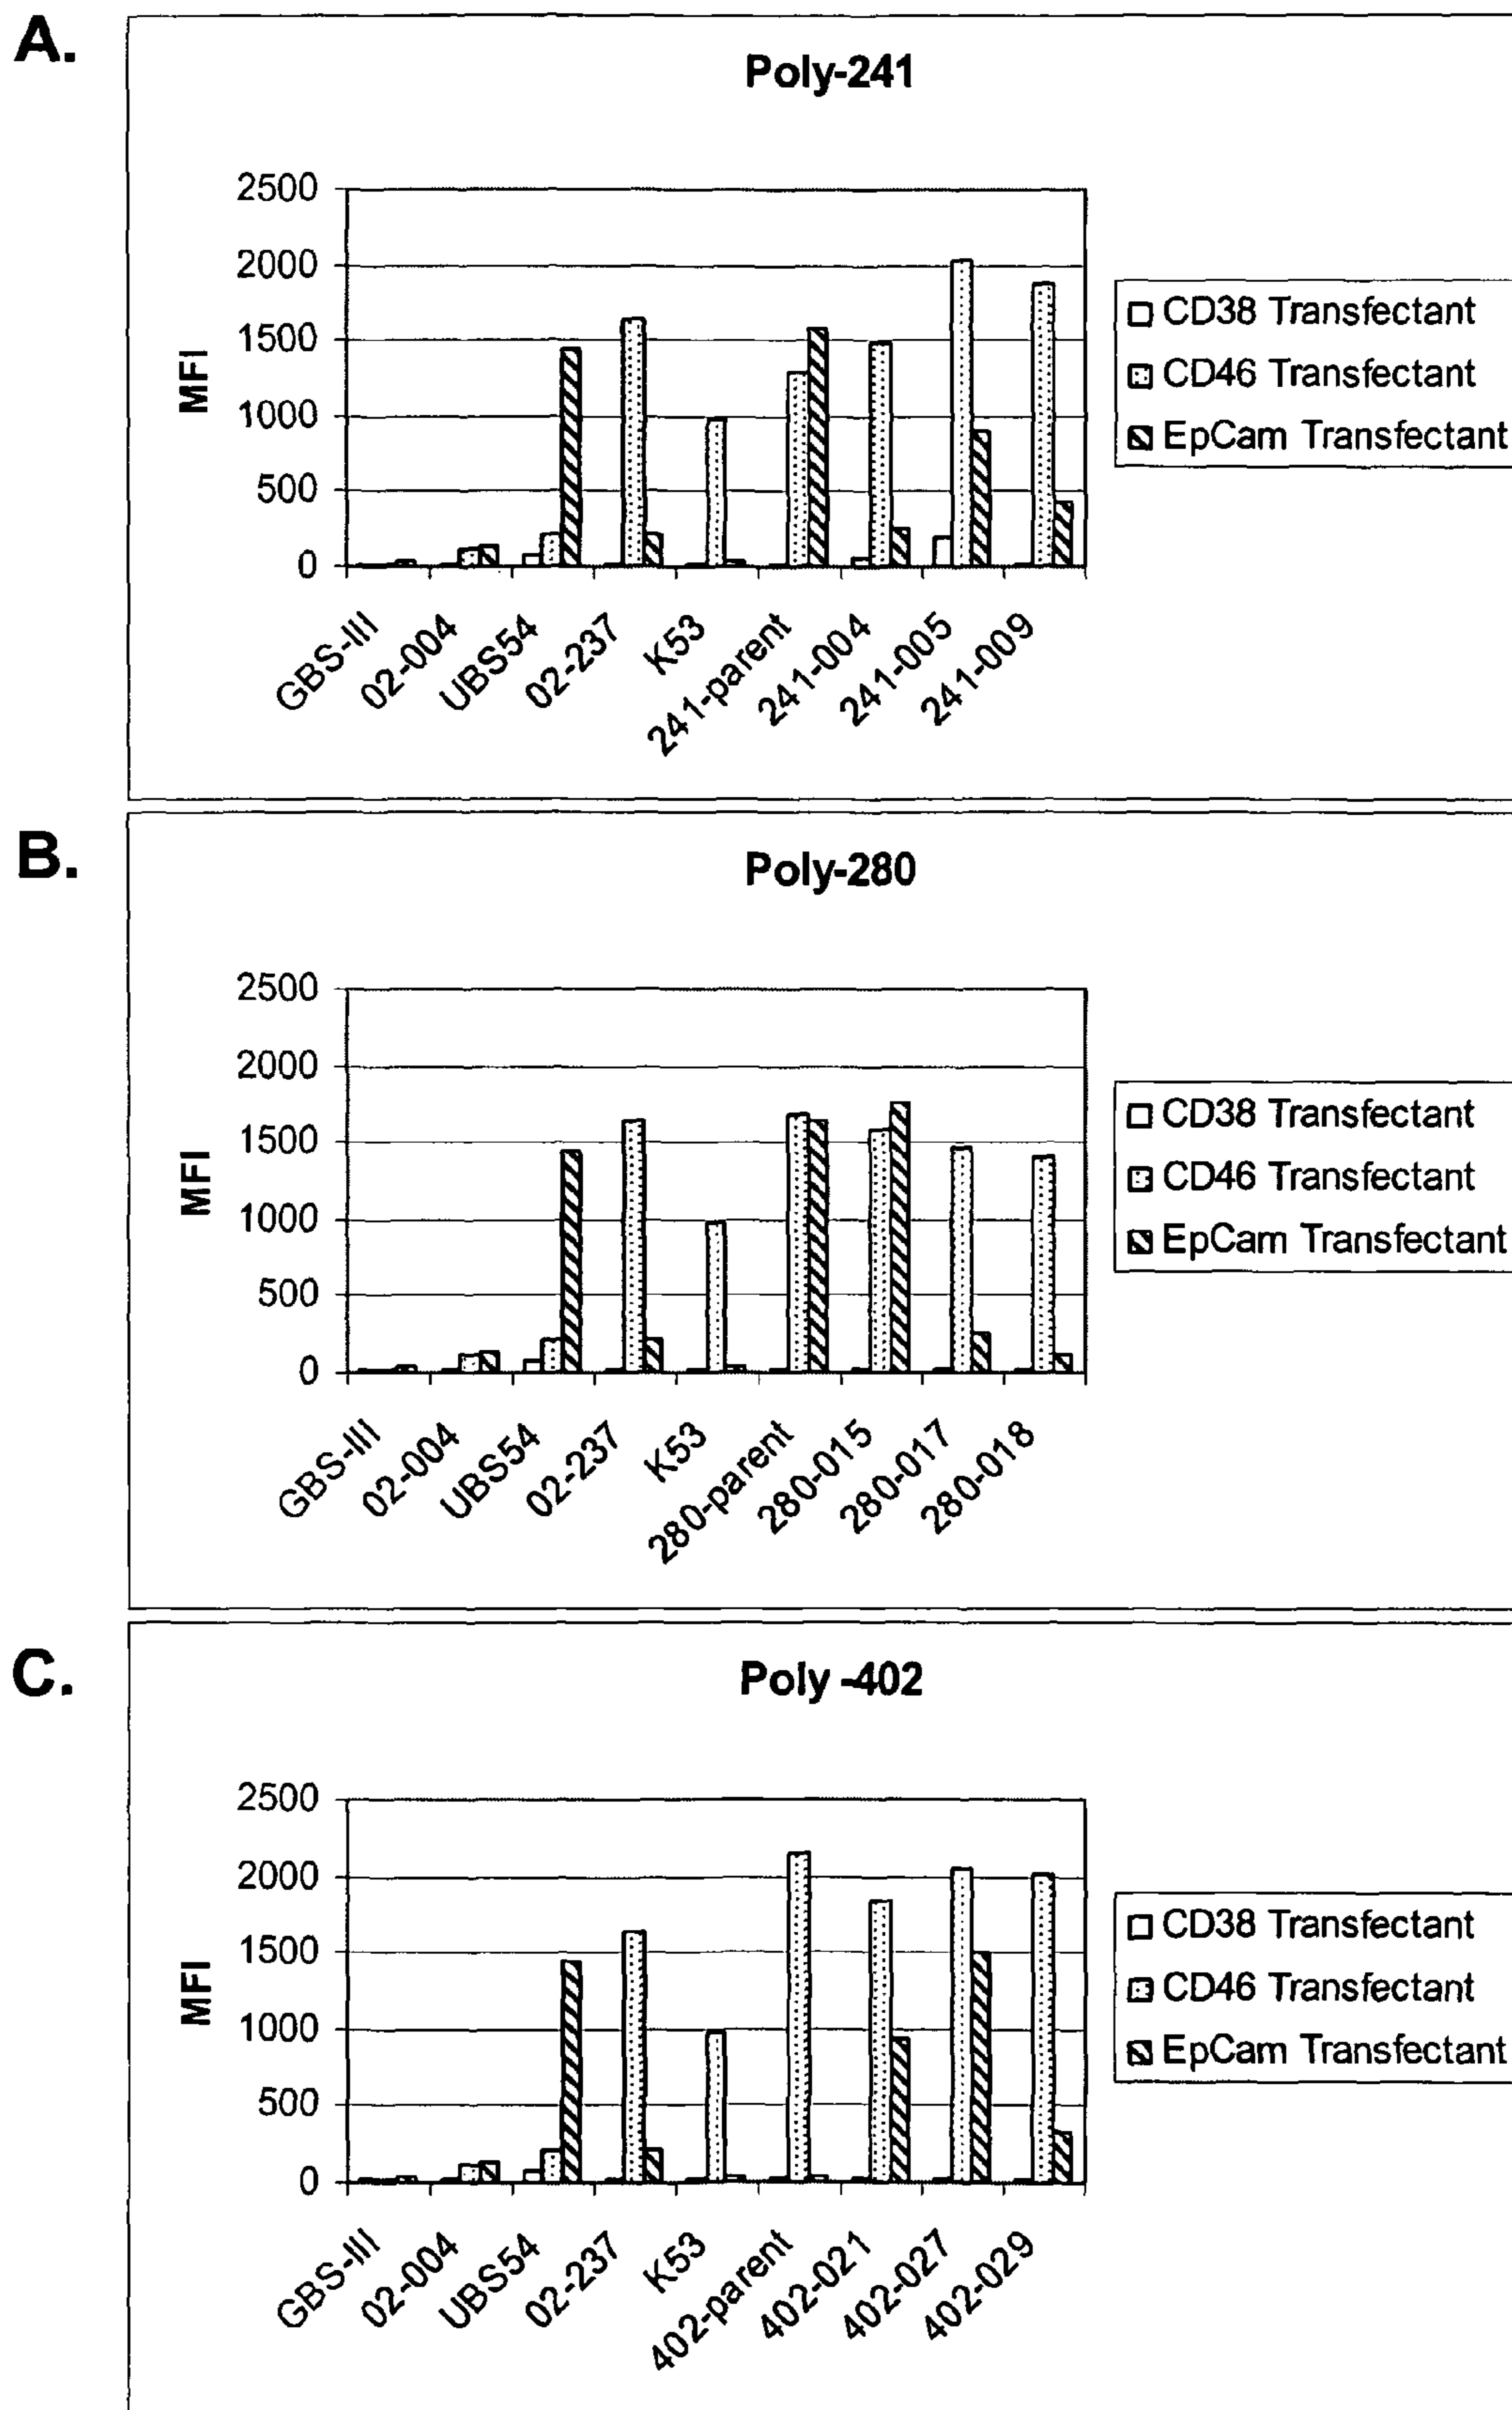 A.
Poly-241
2500
2000
1500
1000
500
0
MFI
GBS-III
02-004
UBS54
02-237
K53
241-parent
241-004
241-005
241-009
CD38 Transfectant
CD46 Transfectant
EpCam Transfectant
B.
Poly-280
2500
2000
1500
1000
500
0
MFI
GBS-III
02-004
UBS54
02-237
K53
280-parent
280-015
280-017
280-018
CD38 Transfectant
CD46 Transfectant
EpCam Transfectant
C.
Poly -402
2500
2000
1500
1000
500
0
MFI
GBS-III
02-004
UBS54
02-237
K53
402-parent
402-021
402-027
402-029
CD38 Transfectant
CD46 Transfectant
EpCam Transfectant